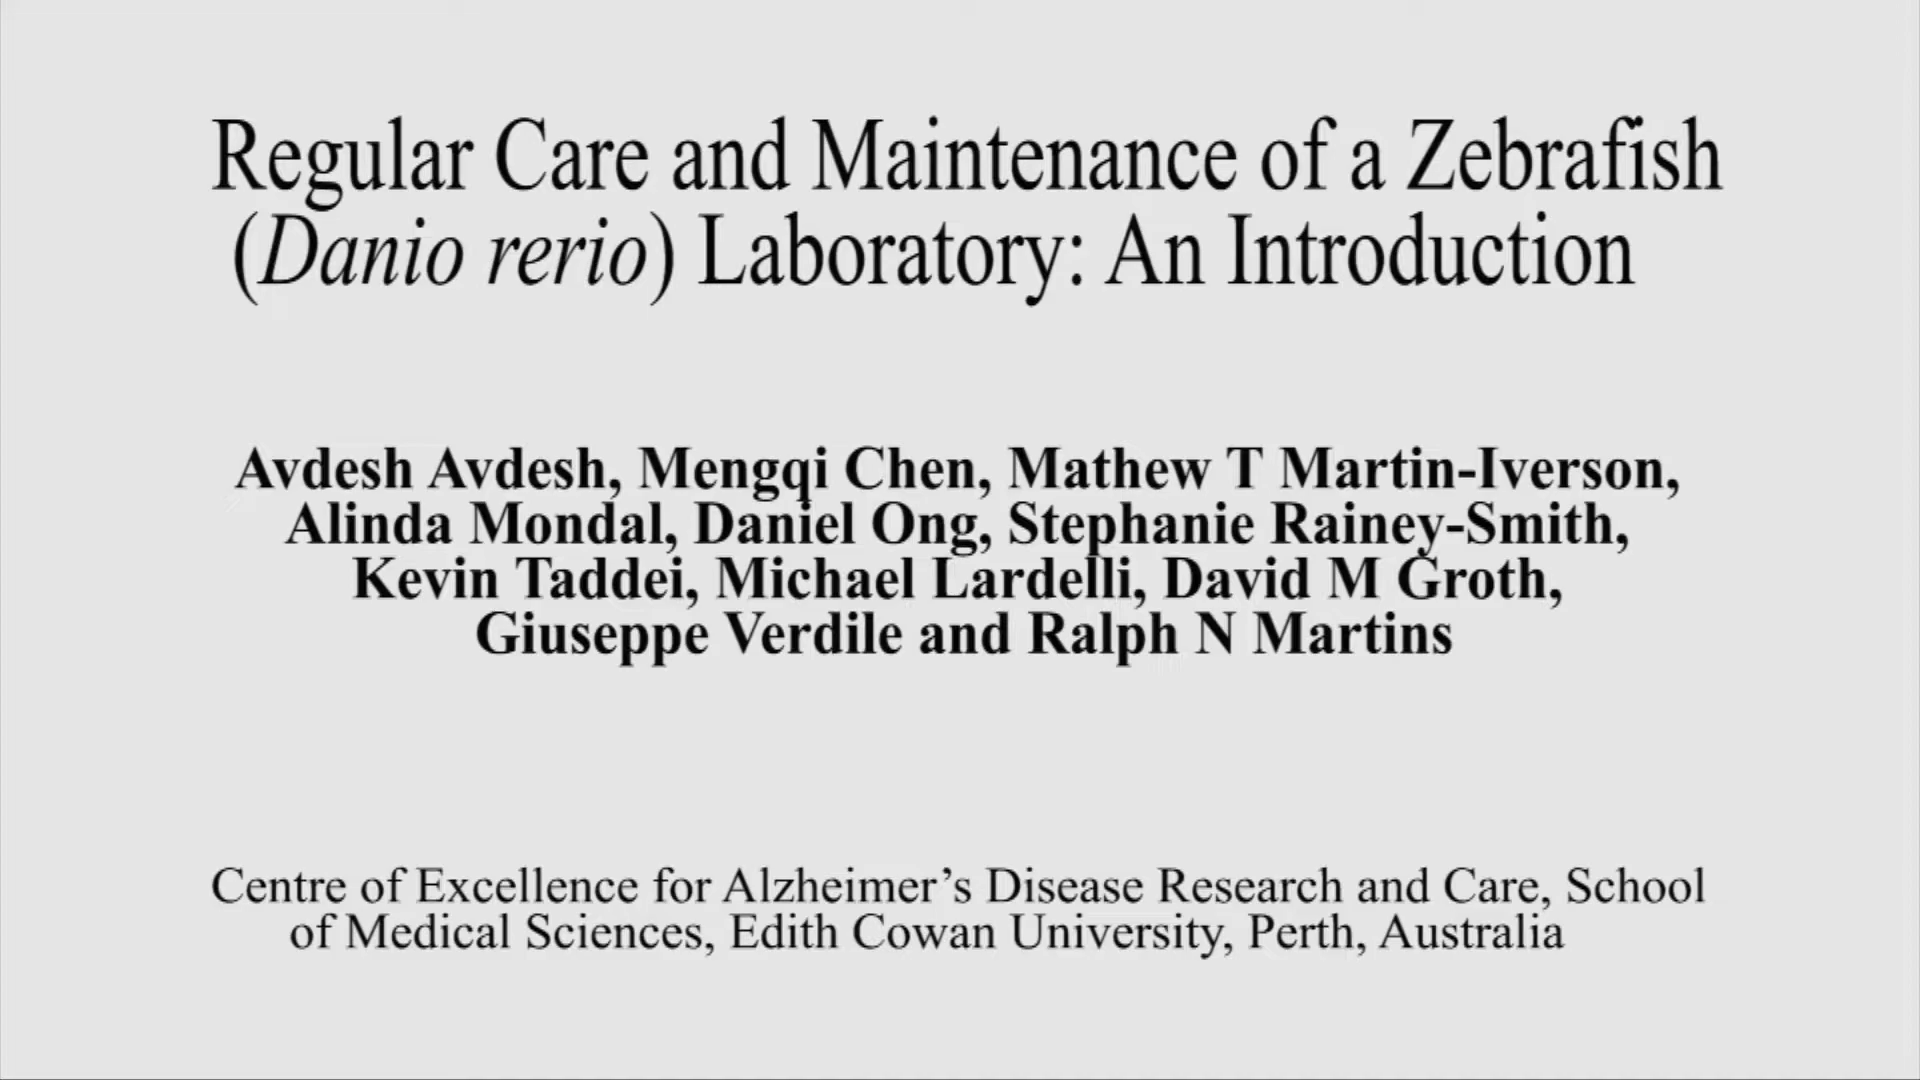 Regular Care and Maintenance of a Zebrafish
(Danio rerio) Laboratory: An Introduction
Avdesh Avdesh, Mengqi Chen, Mathew T Martin-Iverson,
Alinda Mondal, Daniel Ong, Stephanie Rainey-Smith,
Kevin Taddei, Michael Lardelli, David M Groth,
Giuseppe Verdile and Ralph N Martins
Centre of Excellence for Alzheimer’s Disease Research and Care, School
of Medical Sciences, Edith Cowan University, Perth, Australia